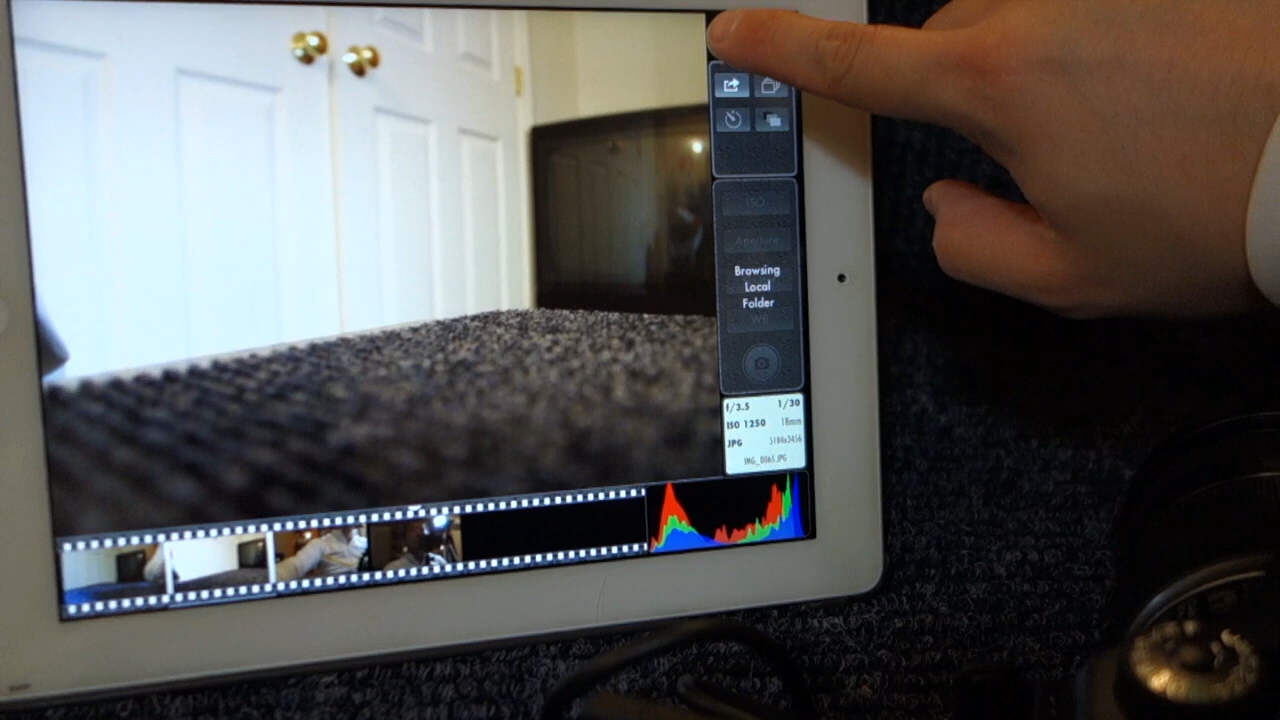 ISO
Aperture
Browsing
Local
Folder
WB
f/3.5 1/30
ISO 1250 18mm
JPG 5184x3456
IMG_0065.JPG